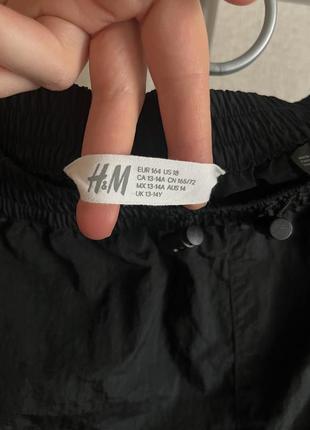 H&M
EUR 164 US 18
CA 13-14A CN 165/72
MX 13-14A AUS 14
UK 13-14Y